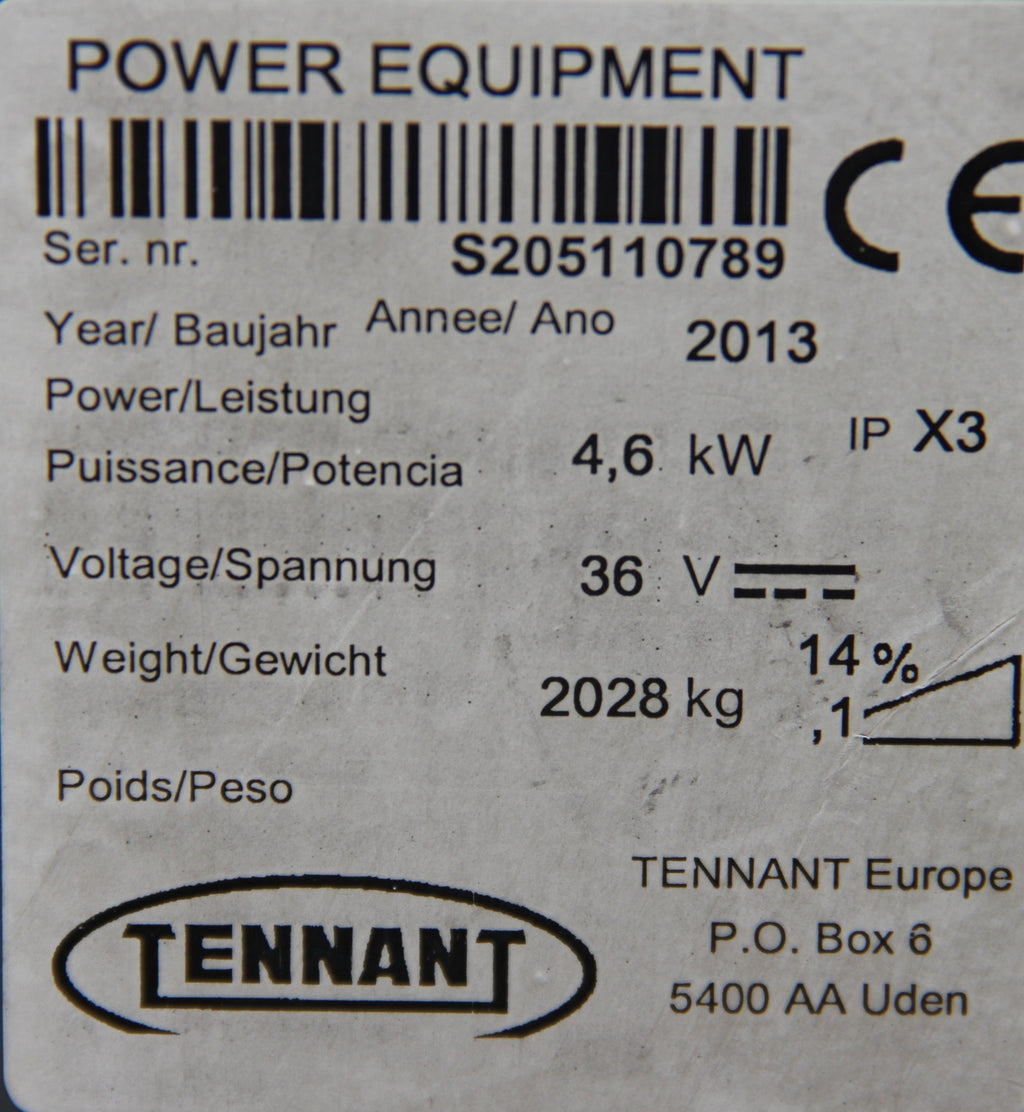 POWER EQUIPMENT
CE
Ser. nr. S205110789
Year/ Baujahr Annee/ Ano 2013
Power/Leistung
Puissance/Potencia 4,6 kW IP X3
Voltage/Spannung 36 V
Weight/Gewicht 2028 kg 14 %
,1
Poids/Peso
TENNANT
TENNANT Europe
P.O. Box 6
5400 AA Uden